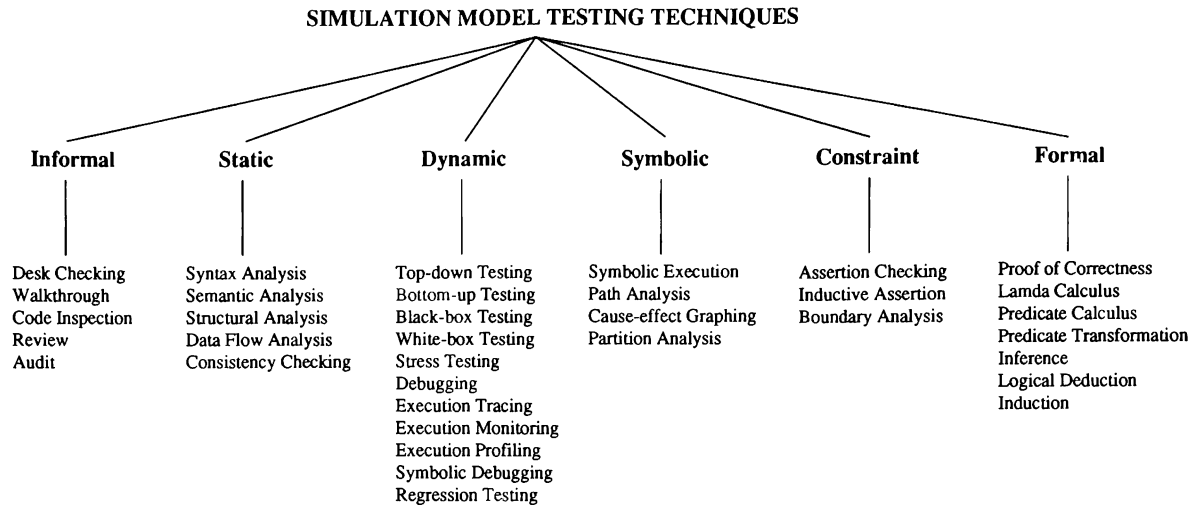 SIMULATION MODEL TESTING TECHNIQUES
Informal
Static
Dynamic
Symbolic
Constraint
Formal
Desk Checking
Walkthrough
Code Inspection
Review
Audit
Syntax Analysis
Semantic Analysis
Structural Analysis
Data Flow Analysis
Consistency Checking
Top-down Testing
Bottom-up Testing
Black-box Testing
White-box Testing
Stress Testing
Debugging
Execution Tracing
Execution Monitoring
Execution Profiling
Symbolic Debugging
Regression Testing
Symbolic Execution
Path Analysis
Cause-effect Graphing
Partition Analysis
Assertion Checking
Inductive Assertion
Boundary Analysis
Proof of Correctness
Lamda Calculus
Predicate Calculus
Predicate Transformation
Inference
Logical Deduction
Induction